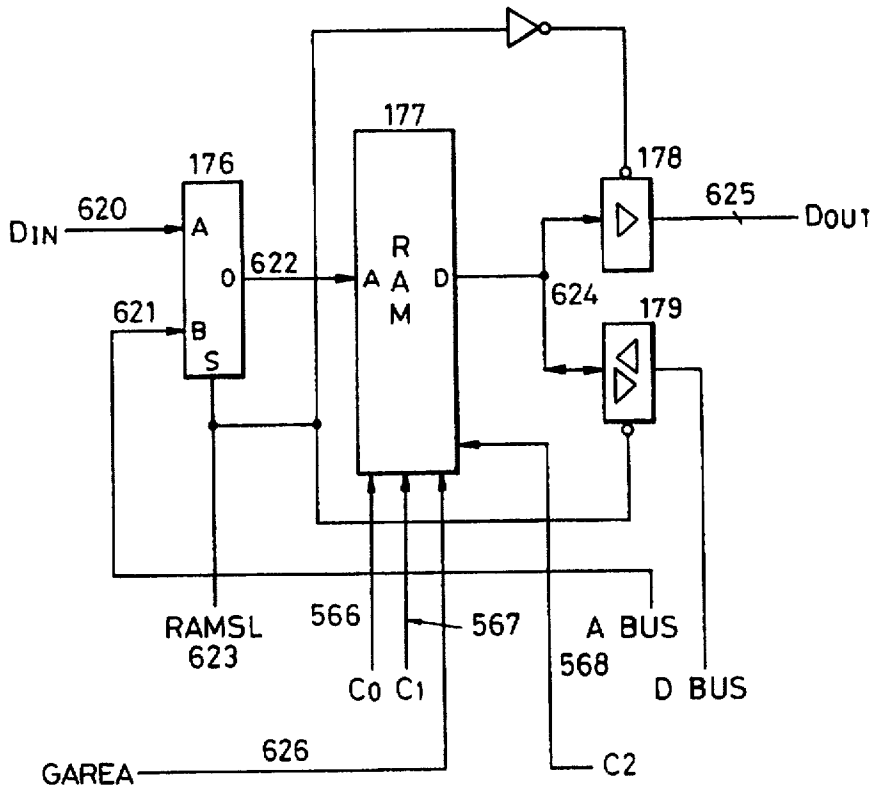 177
176
178
DIN
620
A
625
DOUT
RAM
O
622
A
D
624
621
B
179
S
566
567
RAMSL
623
A BUS
568
C0
C1
D BUS
626
GAREA
C2